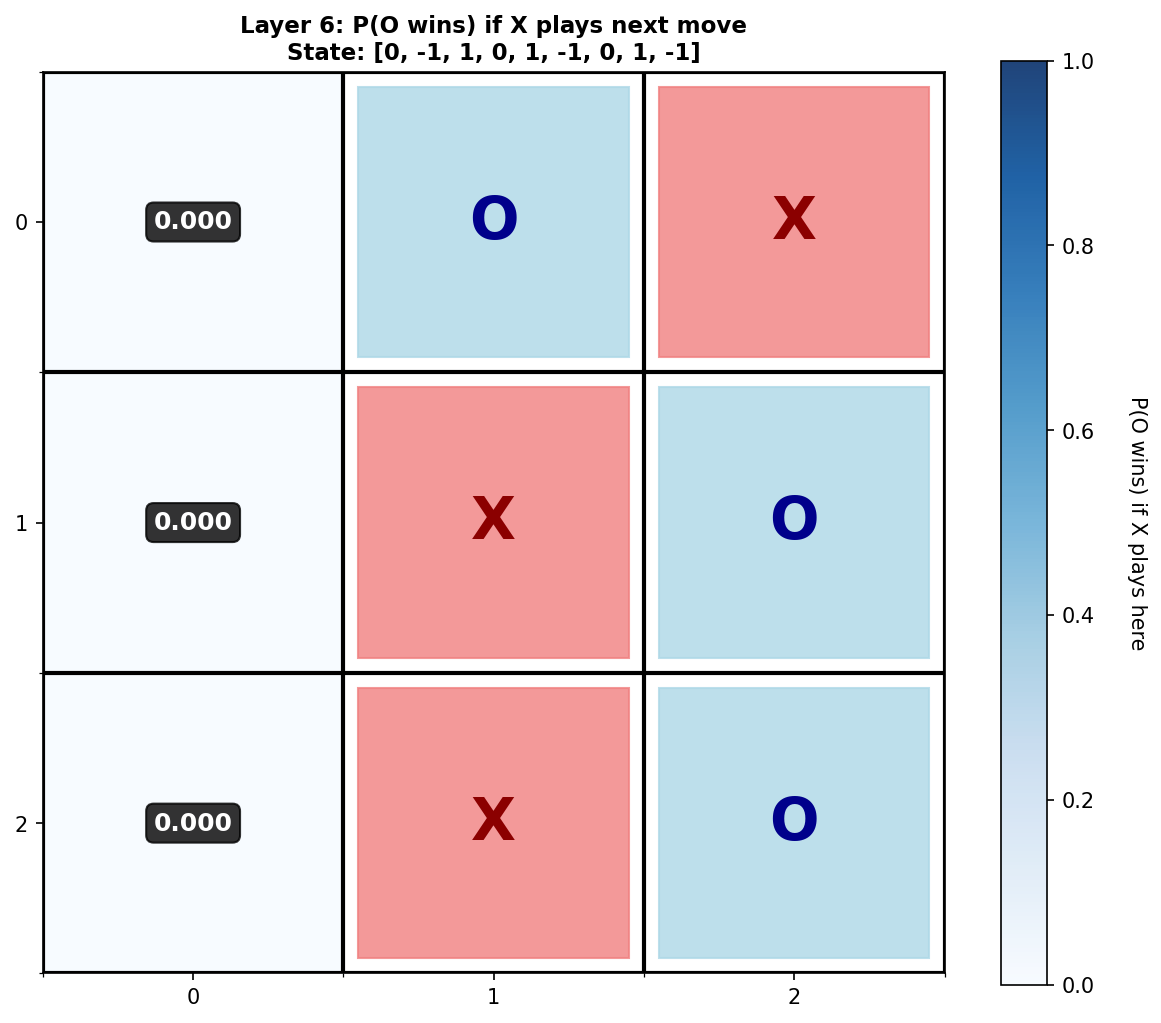 Layer 6: P(O wins) if X plays next move
State: [0, -1, 1, 0, 1, -1, 0, 1, -1]
0
0.000
O
X
1
0.000
X
O
2
0.000
X
O
0
1
2
1.0
0.8
0.6
0.4
0.2
0.0
P(O wins) if X plays here